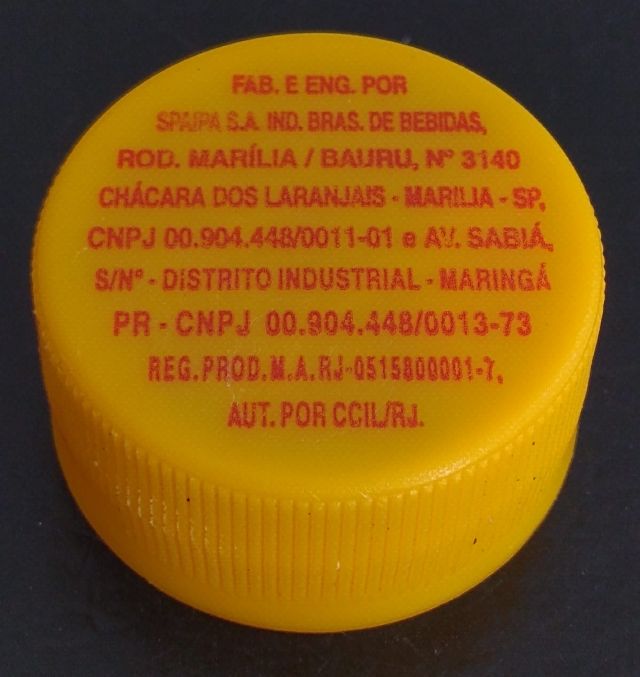 FAB. E ENG. POR
SPAIPA S.A. IND. BRAS. DE BEBIDAS,
ROD. MARÍLIA / BAURU, Nº 3140
CHÁCARA DOS LARANJAIS - MARILIA - SP,
CNPJ 00.904.448/0011-01 e AV. SABIÁ,
S/Nº - DISTRITO INDUSTRIAL - MARINGÁ
PR - CNPJ 00.904.448/0013-73
REG.PROD.M.A.RJ-0515800001-7,
AUT. POR CCIL/RJ.